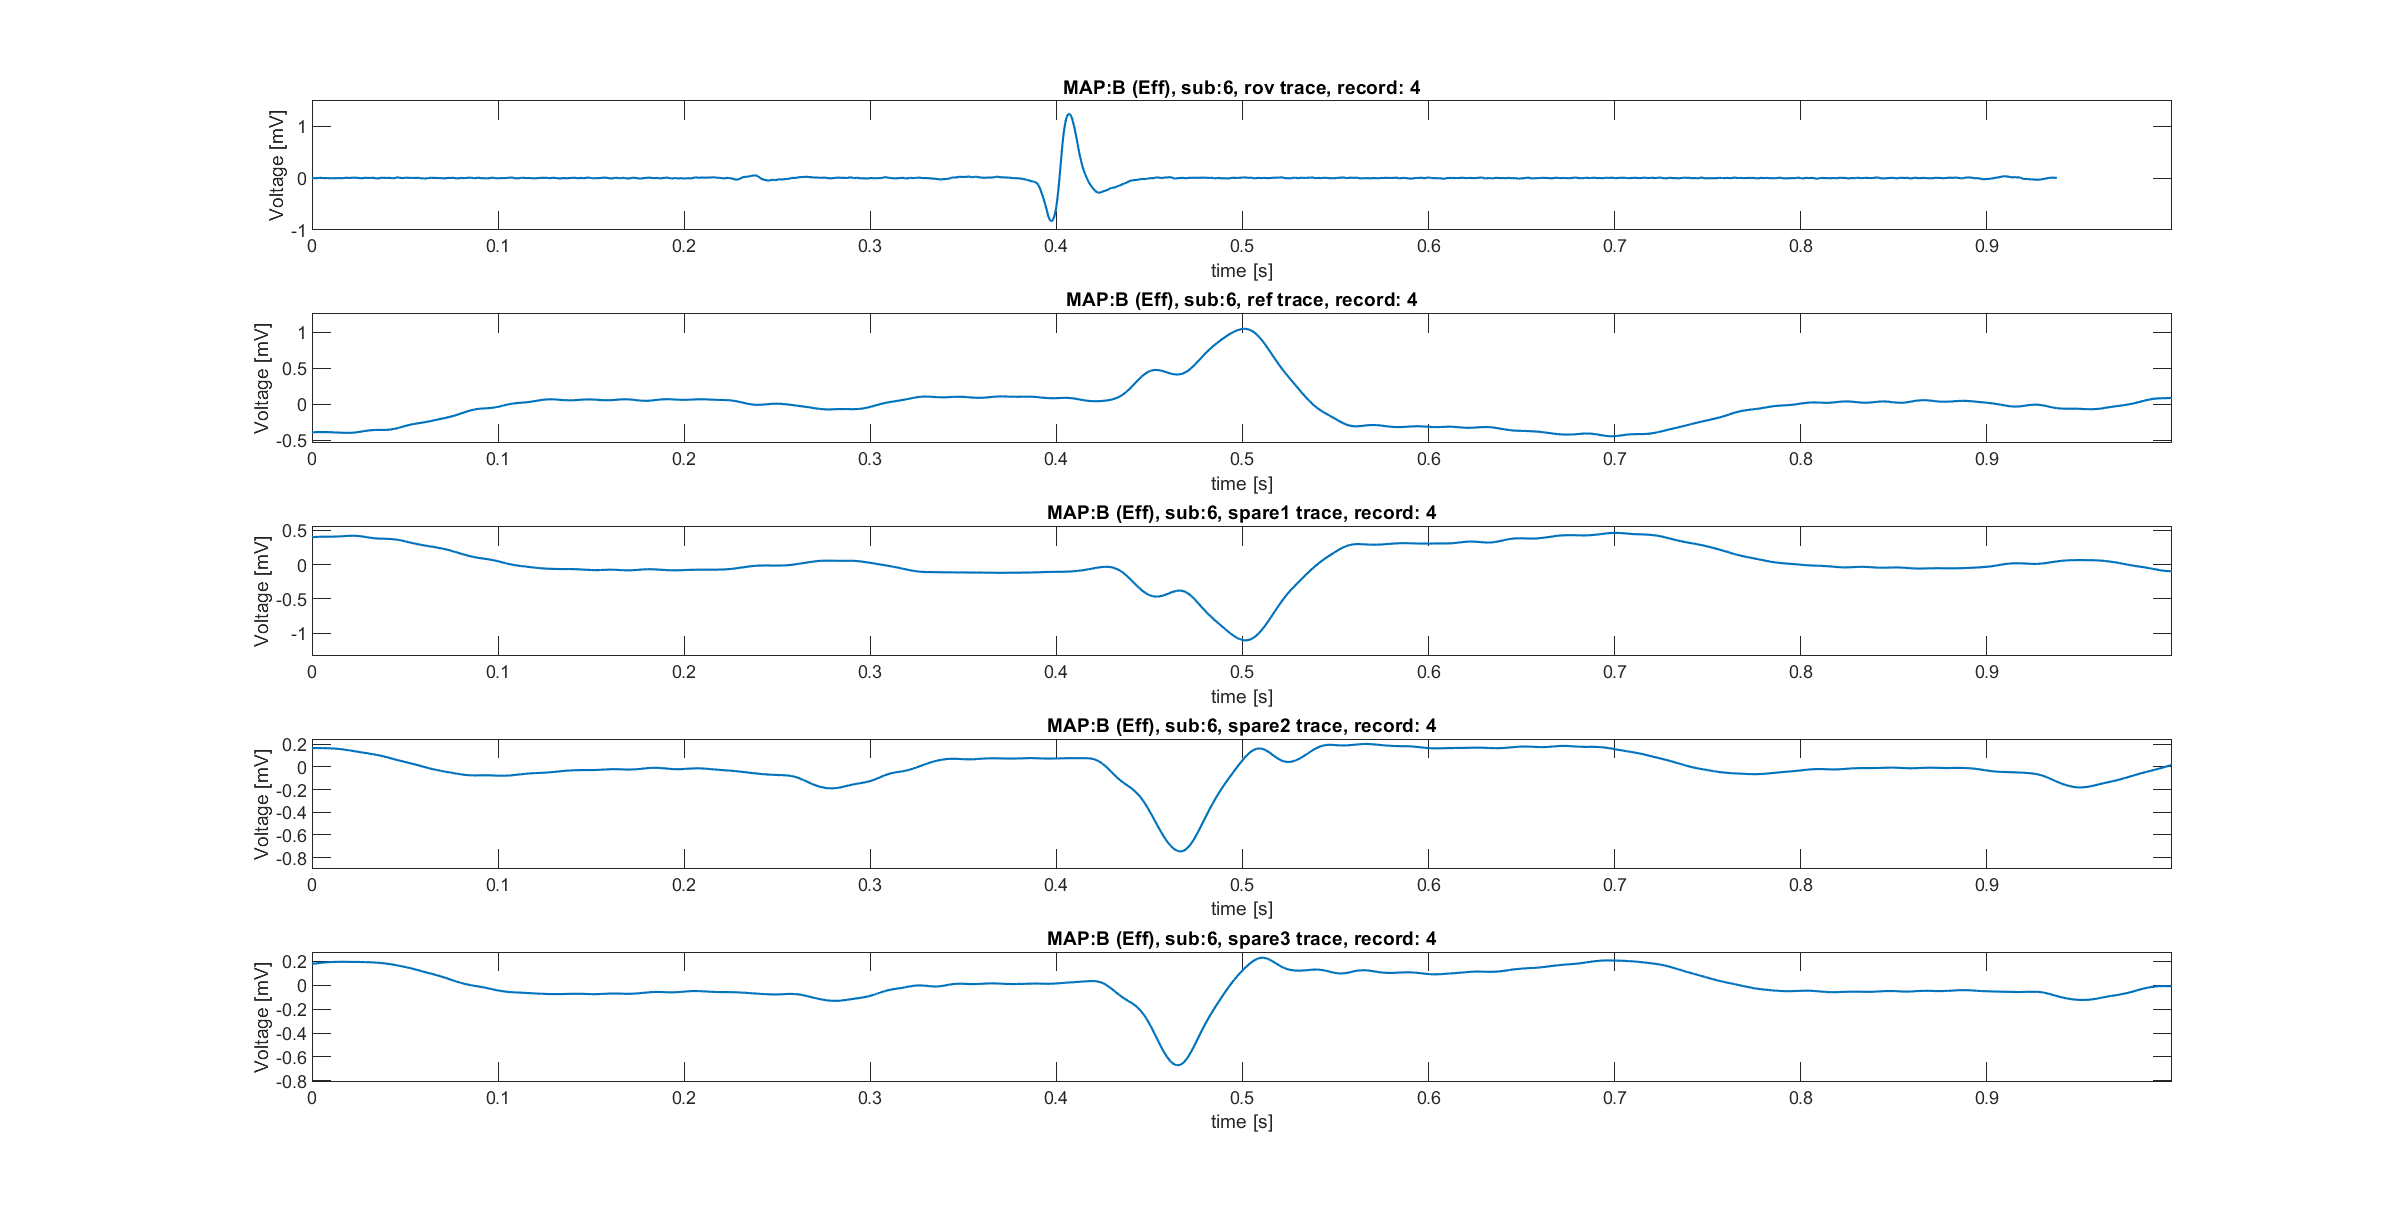 MAP:B (Eff), sub:6, rov trace, record: 4
Voltage [mV]
1
0
-1
0 0.1 0.2 0.3 0.4 0.5 0.6 0.7 0.8 0.9
time [s]
MAP:B (Eff), sub:6, ref trace, record: 4
Voltage [mV]
1
0.5
0
-0.5
0 0.1 0.2 0.3 0.4 0.5 0.6 0.7 0.8 0.9
time [s]
MAP:B (Eff), sub:6, spare1 trace, record: 4
Voltage [mV]
0.5
0
-0.5
-1
0 0.1 0.2 0.3 0.4 0.5 0.6 0.7 0.8 0.9
time [s]
MAP:B (Eff), sub:6, spare2 trace, record: 4
Voltage [mV]
0.2
0
-0.2
-0.4
-0.6
-0.8
0 0.1 0.2 0.3 0.4 0.5 0.6 0.7 0.8 0.9
time [s]
MAP:B (Eff), sub:6, spare3 trace, record: 4
Voltage [mV]
0.2
0
-0.2
-0.4
-0.6
-0.8
0 0.1 0.2 0.3 0.4 0.5 0.6 0.7 0.8 0.9
time [s]